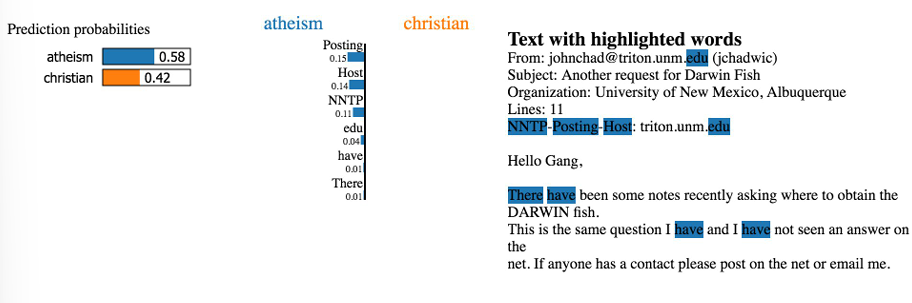 Prediction probabilities
atheism 0.58
christian 0.42
atheism christian
Posting
0.15
Host
0.14
NNTP
0.11
edu
0.04
have
0.01
There
0.01
Text with highlighted words
From: johnchad@triton.unm.edu (jchadwic)
Subject: Another request for Darwin Fish
Organization: University of New Mexico, Albuquerque
Lines: 11
NNTP-Posting-Host: triton.unm.edu
Hello Gang,
There have been some notes recently asking where to obtain the
DARWIN fish.
This is the same question I have and I have not seen an answer on
the
net. If anyone has a contact please post on the net or email me.